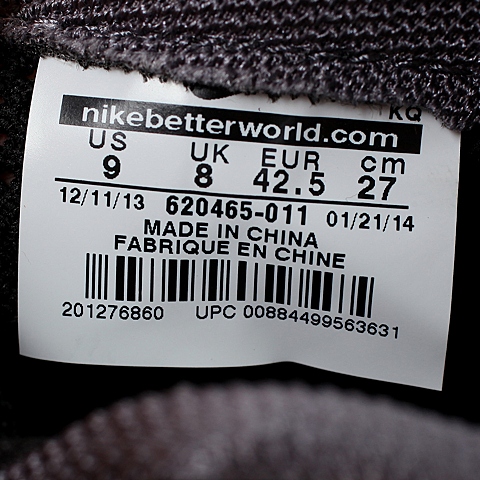 KQ
nikebetterworld.com
US UK EUR cm
9 8 42.5 27
12/11/13 620465-011 01/21/14
MADE IN CHINA
FABRIQUE EN CHINE
201276860 UPC 00884499563631